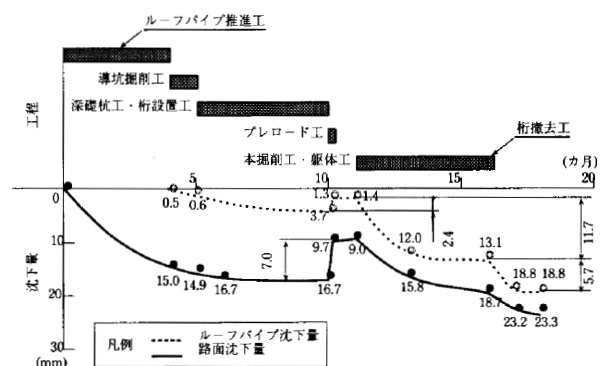 ルーフパイプ推進工
導坑掘削工
深礎杭工・桁設置工
プレロード工
桁撤去工
本掘削工・躯体工
工程
(カ月)
5 10 15 20
0
10
20
30
(mm)
沈下量
0.5 0.6 1.3 1.4
3.7
2.4
11.7
12.0 13.1
5.7
18.8 18.8
15.0 14.9 16.7 16.7
7.0
9.7 9.0
15.8 18.7
23.2 23.3
凡例
ルーフパイプ沈下量
路面沈下量